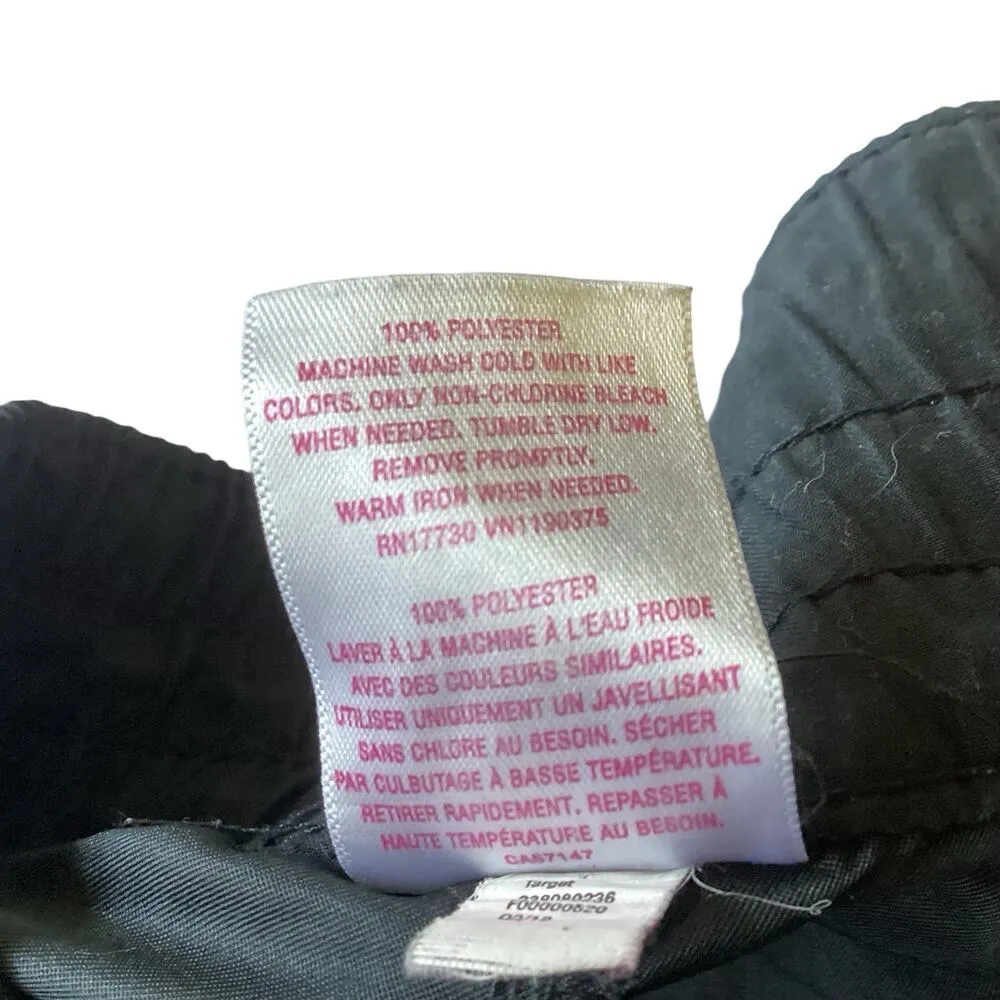 100% POLYESTER
MACHINE WASH COLD WITH LIKE
COLORS. ONLY NON-CHLORINE BLEACH
WHEN NEEDED. TUMBLE DRY LOW.
REMOVE PROMPTLY.
WARM IRON WHEN NEEDED.
RN17730 VN1190375
100% POLYESTER
LAVER À LA MACHINE À L'EAU FROIDE
AVEC DES COULEURS SIMILAIRES.
UTILISER UNIQUEMENT UN JAVELLISANT
SANS CHLORE AU BESOIN. SÉCHER
PAR CULBUTAGE À BASSE TEMPÉRATURE.
RETIRER RAPIDEMENT. REPASSER À
HAUTE TEMPÉRATURE AU BESOIN.
CA57147
Target
F00000520